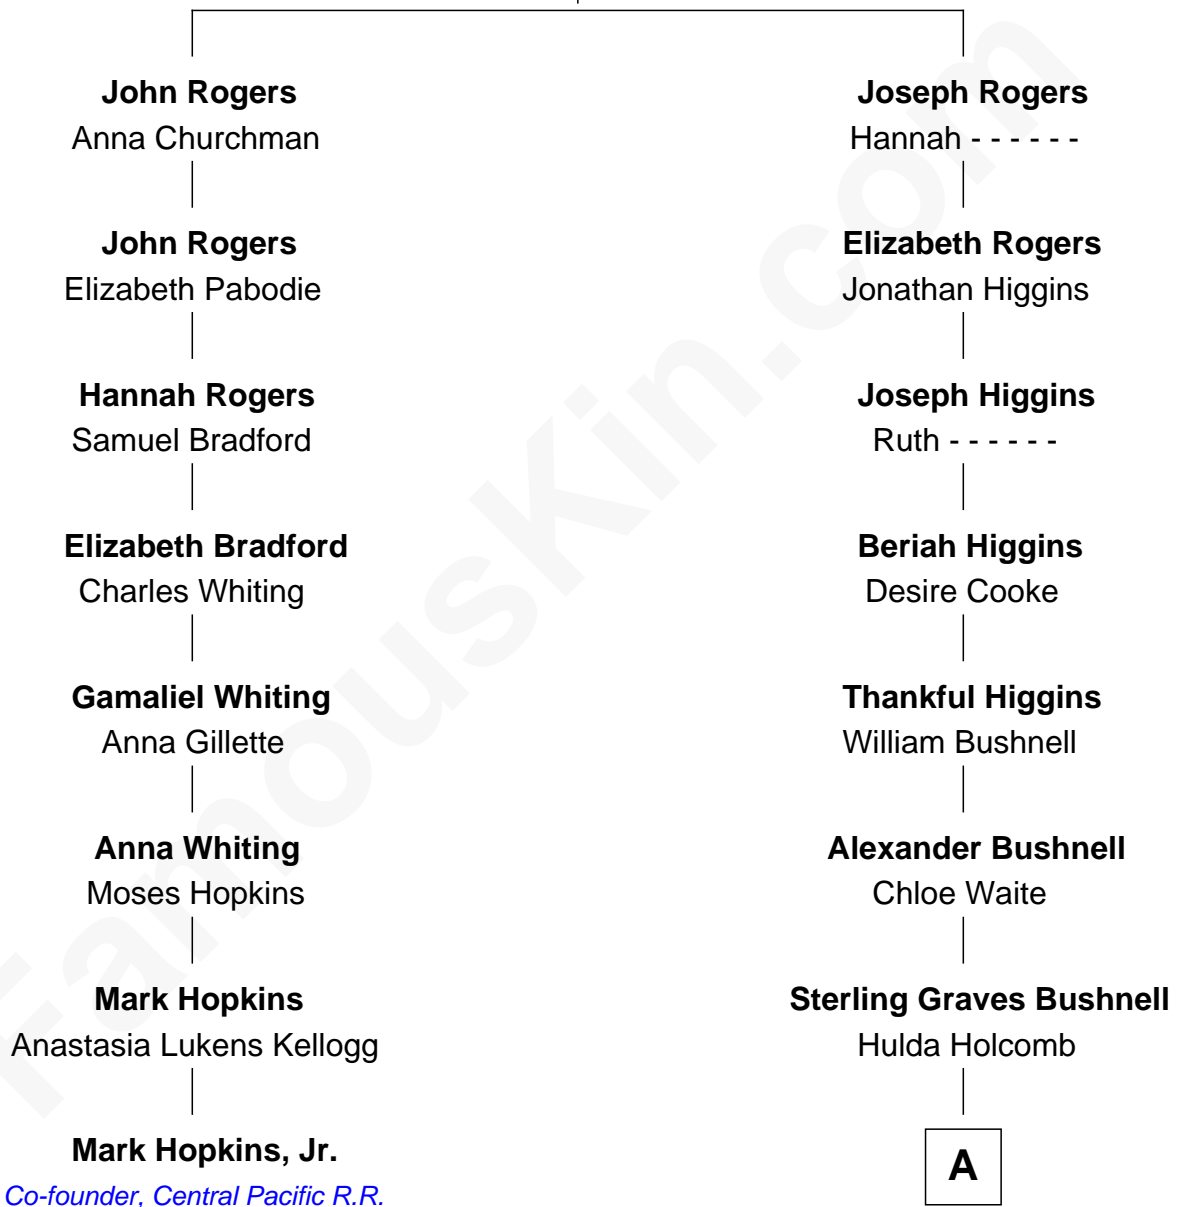 John Rogers
Anna Churchman
Joseph Rogers
Hannah - - - - - -
John Rogers
Elizabeth Pabodie
Elizabeth Rogers
Jonathan Higgins
Hannah Rogers
Samuel Bradford
Joseph Higgins
Ruth - - - - - -
Elizabeth Bradford
Charles Whiting
Beriah Higgins
Desire Cooke
Gamaliel Whiting
Anna Gillette
Thankful Higgins
William Bushnell
Anna Whiting
Moses Hopkins
Alexander Bushnell
Chloe Waite
Mark Hopkins
Anastasia Lukens Kellogg
Sterling Graves Bushnell
Hulda Holcomb
Mark Hopkins, Jr.
Co-founder, Central Pacific R.R.
A
FamousKin.com